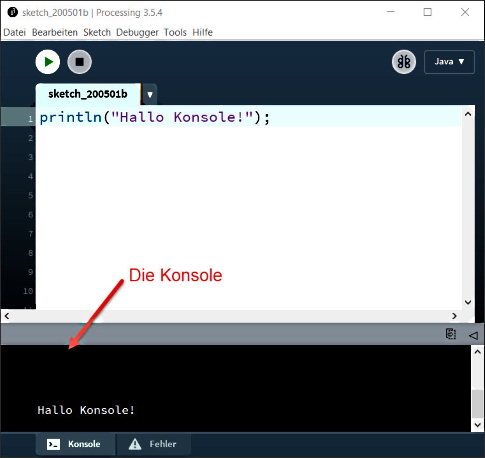 sketch_200501b | Processing 3.5.4
Datei Bearbeiten Sketch Debugger Tools Hilfe
Java ▼
sketch_200501b ▼
1 println("Hallo Konsole!");
2
3
4
5
6
7
8
9
10
Die Konsole
Hallo Konsole!
Konsole Fehler